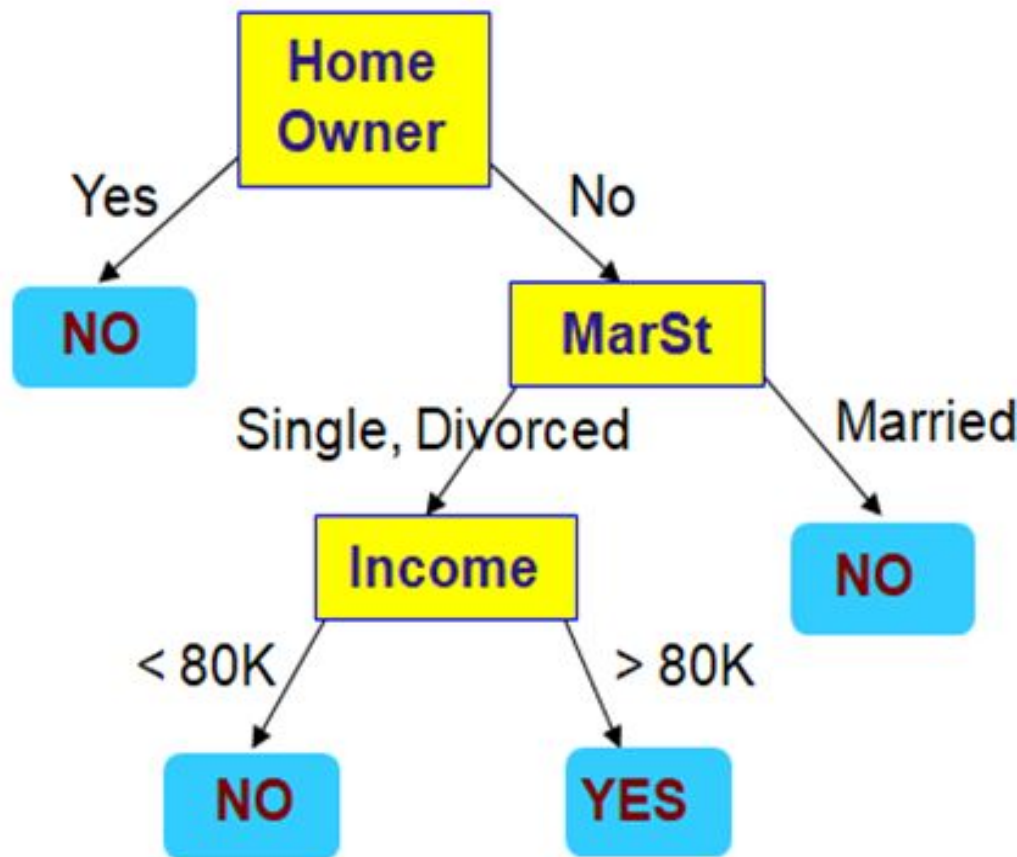 Home
Owner
Yes
No
NO
MarSt
Single, Divorced
Married
Income
NO
< 80K
> 80K
NO
YES